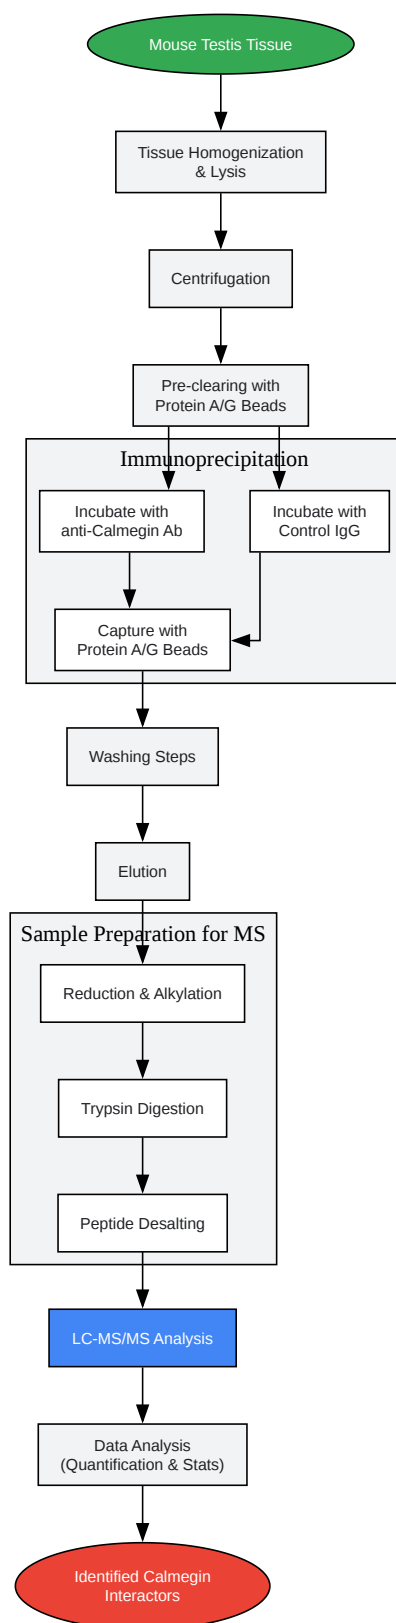 Mouse Testis Tissue
Tissue Homogenization
& Lysis
Centrifugation
Pre-clearing with
Protein A/G Beads
Immunoprecipitation
Incubate with
anti-Calmegin Ab
Incubate with
Control IgG
Capture with
Protein A/G Beads
Washing Steps
Elution
Sample Preparation for MS
Reduction & Alkylation
Trypsin Digestion
Peptide Desalting
LC-MS/MS Analysis
Data Analysis
(Quantification & Stats)
Identified Calmegin
Interactors